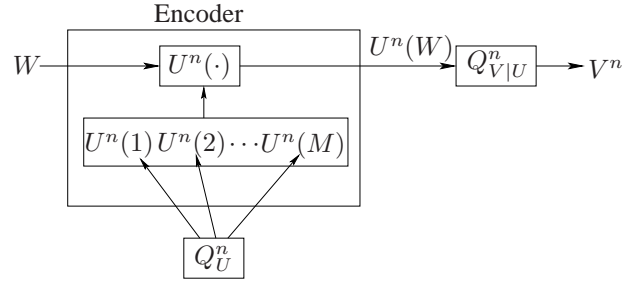 Encoder
W U^n(·) U^n(W) Q^n_{V|U} V^n
U^n(1) U^n(2) ··· U^n(M)
Q^n_U